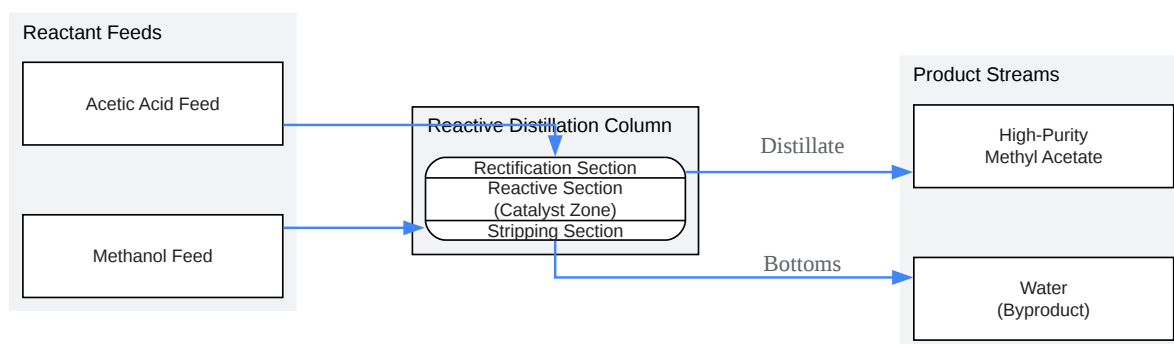 Reactant Feeds
Acetic Acid Feed
Methanol Feed
Reactive Distillation Column
Rectification Section
Reactive Section
(Catalyst Zone)
Stripping Section
Distillate
Bottoms
Product Streams
High-Purity
Methyl Acetate
Water
(Byproduct)